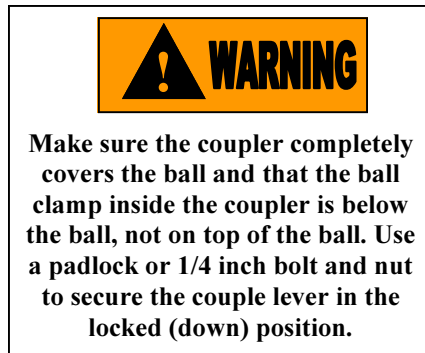 WARNING
Make sure the coupler completely
covers the ball and that the ball
clamp inside the coupler is below
the ball, not on top of the ball. Use
a padlock or 1/4 inch bolt and nut
to secure the couple lever in the
locked (down) position.